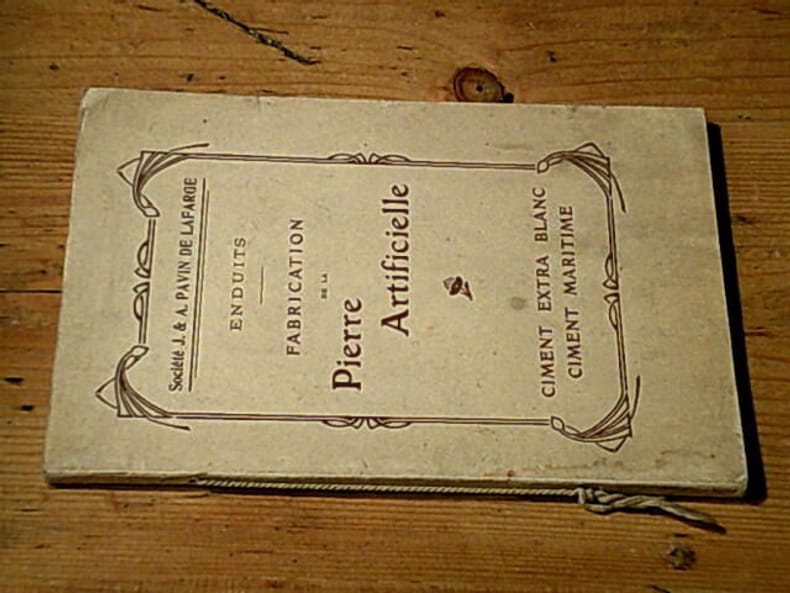 Société J. & A. PAVIN DE LAFARGE
ENDUITS
FABRICATION
DE LA
Pierre
Artificielle
CIMENT EXTRA BLANC
CIMENT MARITIME